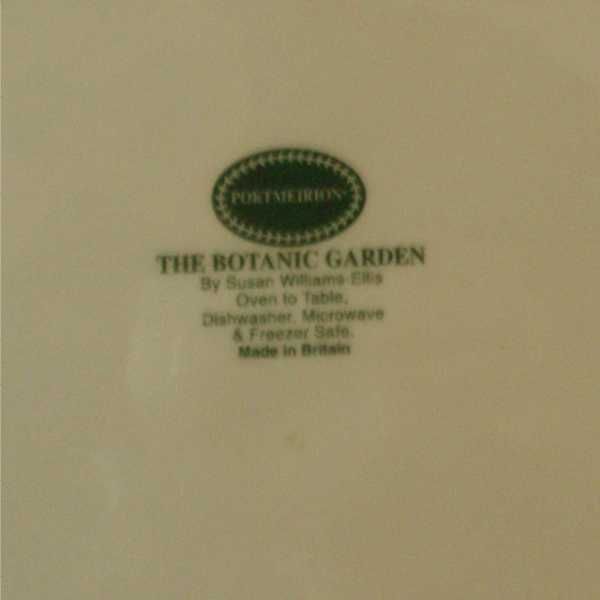 PORTMEIRION
THE BOTANIC GARDEN
By Susan Williams-Ellis
Oven to Table,
Dishwasher, Microwave
& Freezer Safe.
Made in Britain